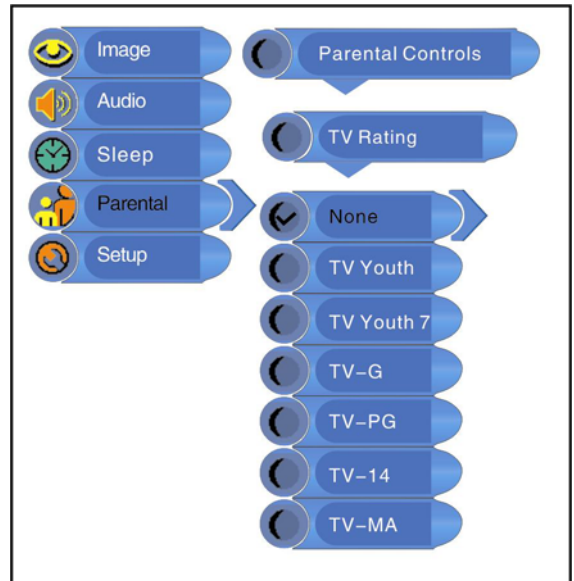 Image
Audio
Sleep
Parental
Setup
Parental Controls
TV Rating
None
TV Youth
TV Youth 7
TV–G
TV–PG
TV–14
TV–MA